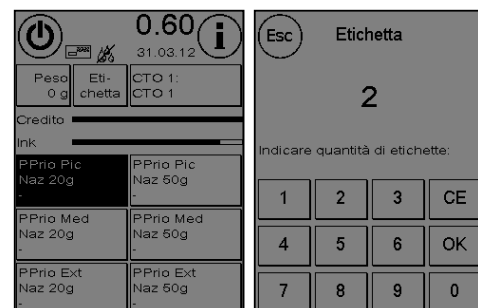 0.60
31.03.12
i
Peso
0 g
Eti-
chetta
CTO 1:
CTO 1
Credito
Ink
PPrio Pic
Naz 20g
-
PPrio Pic
Naz 50g
-
PPrio Med
Naz 20g
-
PPrio Med
Naz 50g
-
PPrio Ext
Naz 20g
-
PPrio Ext
Naz 50g
-
Esc
Etichetta
2
Indicare quantità di etichette:
1 2 3 CE
4 5 6 OK
7 8 9 0